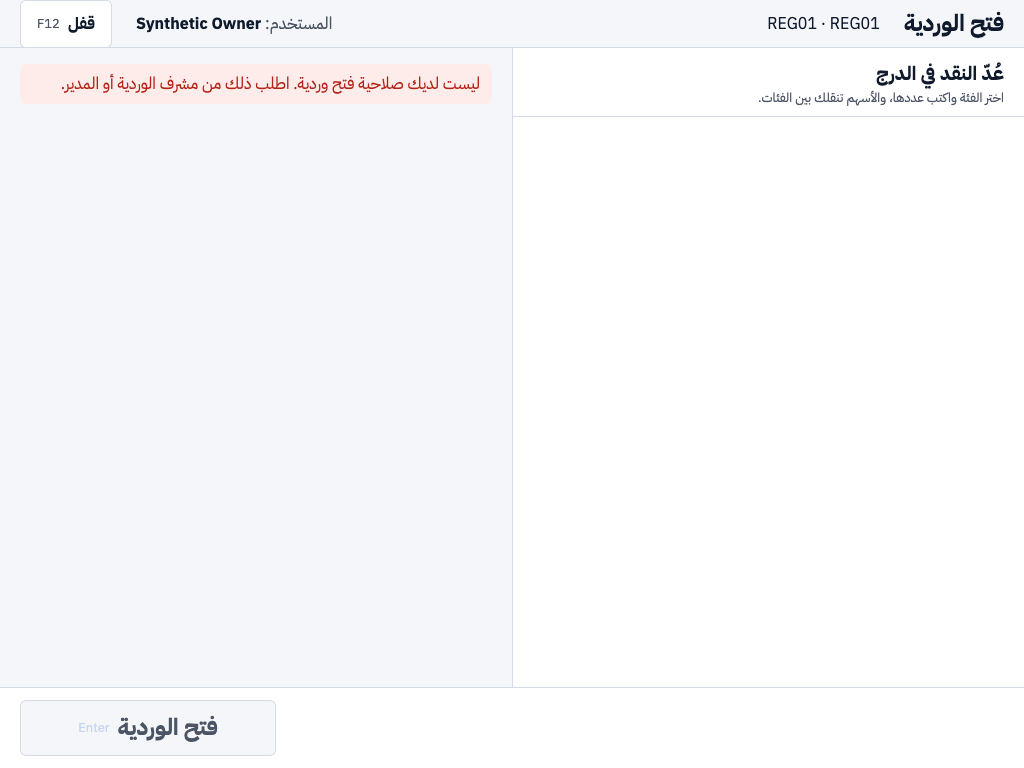 فتح الوردية
REG01 · REG01
المستخدم: Synthetic Owner
قفل F12
عُدّ النقد في الدرج
اختر الفئة واكتب عددها، والأسهم تنقلك بين الفئات.
ليست لديك صلاحية فتح وردية. اطلب ذلك من مشرف الوردية أو المدير.
فتح الوردية Enter